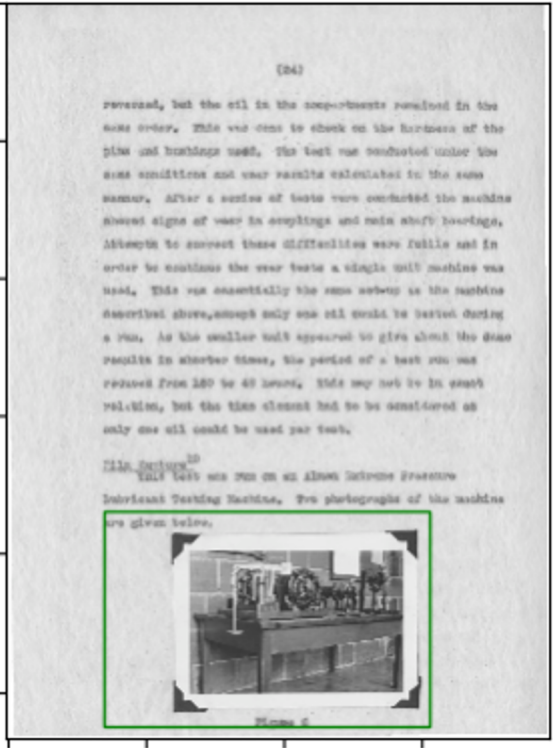 (24)
reversed, but the oil in the compartments remained in the
same order. This was done to check on the hardness of the
pins and bushings used. The test was conducted under the
same conditions and wear results calculated in the same
manner. After a series of tests were conducted the machine
showed signs of wear in couplings and main shaft bearings.
Attempts to correct these difficulties were futile and in
order to continue the wear tests a single unit machine was
used. This was essentially the same set-up as the machine
described above, except only one oil could be tested during
a run. As the smaller unit appeared to give about the same
results in shorter times, the period of a test run was
reduced from to hours. This may not be in exact
relation, but the time element had to be considered as
only one oil could be used per test.
Film Rupture
This test was run on an Almen Extreme Pressure
Lubricant Testing Machine. Two photographs of the machine
are given below.
Figure